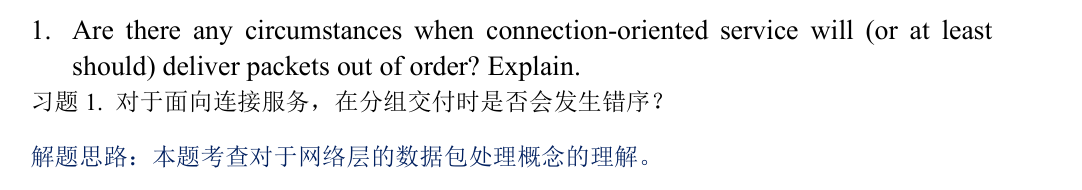 1. Are there any circumstances when connection-oriented service will (or at least
should) deliver packets out of order? Explain.
习题 1. 对于面向连接服务，在分组交付时是否会发生错序？
解题思路：本题考查对于网络层的数据包处理概念的理解。